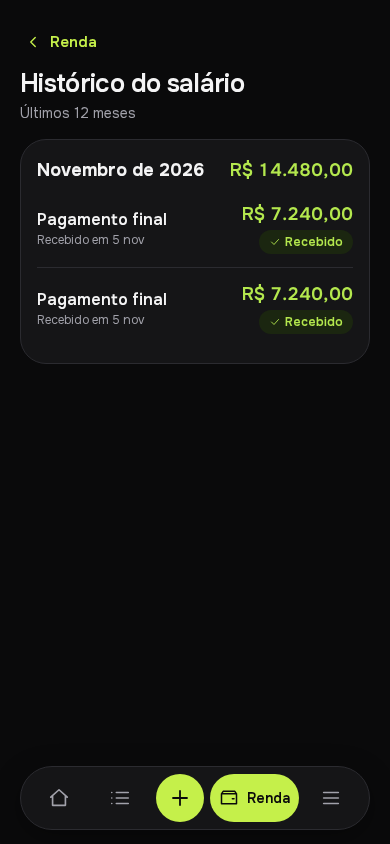 Renda
Histórico do salário
Últimos 12 meses
Novembro de 2026 R$ 14.480,00
Pagamento final R$ 7.240,00
Recebido em 5 nov Recebido
Pagamento final R$ 7.240,00
Recebido em 5 nov Recebido
Renda